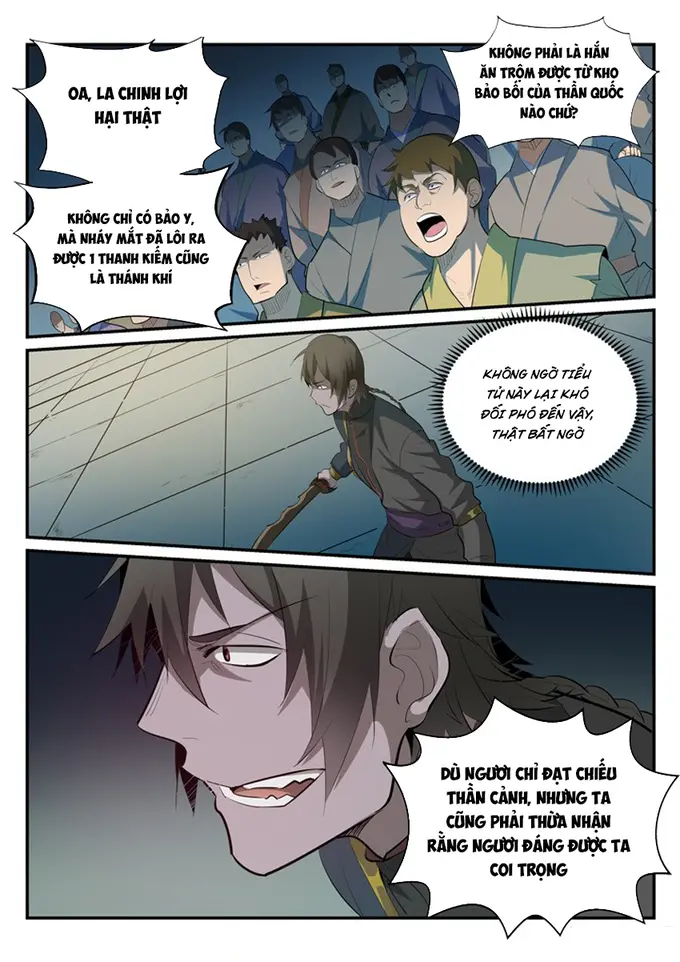 OA, LA CHINH LỢI
HẠI THẬT
KHÔNG PHẢI LÀ HẮN
ĂN TRỘM ĐƯỢC TỪ KHO
BẢO BỐI CỦA THẦN QUỐC
NÀO CHỨ?
KHÔNG CHỈ CÓ BẢO Y,
MÀ NHÁY MẮT ĐÃ LÔI RA
ĐƯỢC 1 THANH KIẾM CŨNG
LÀ THÁNH KHÍ
KHÔNG NGỜ TIỂU
TỬ NÀY LẠI KHÓ
ĐỐI PHÓ ĐẾN VẬY,
THẬT BẤT NGỜ
DÙ NGƯƠI CHỈ ĐẠT CHIẾU
THẦN CẢNH, NHƯNG TA
CŨNG PHẢI THỪA NHẬN
RẰNG NGƯƠI ĐÁNG ĐƯỢC TA
COI TRỌNG